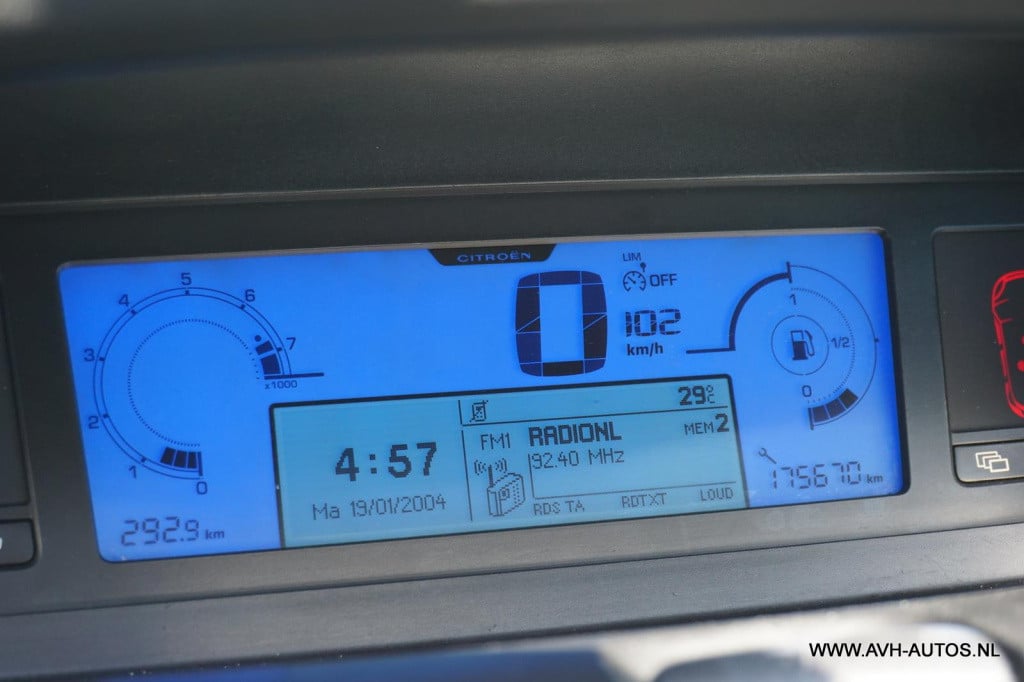 CITROËN
LIM
OFF
0
102
km/h
0 1 2 3 4 5 6 7
x1000
1
1/2
0
29°C
4:57
Ma 19/01/2004
FM1 RADIONL MEM 2
92.40 MHz
RDS TA RDTXT LOUD
292.9 km
175670 km
WWW.AVH-AUTOS.NL